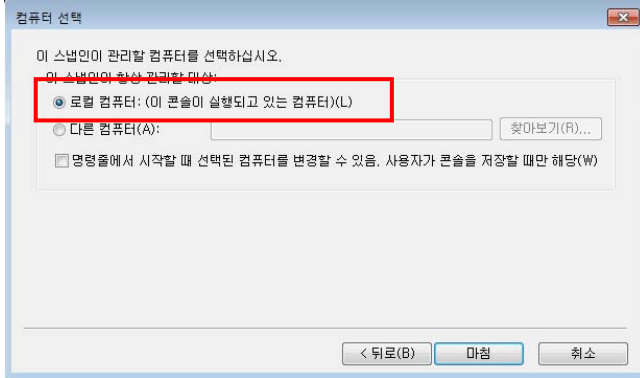 컴퓨터 선택
이 스냅인이 관리할 컴퓨터를 선택하십시오.
이 스냅인이 항상 관리할 대상:
로컬 컴퓨터: (이 콘솔이 실행되고 있는 컴퓨터)(L)
다른 컴퓨터(A):
찾아보기(R)...
명령줄에서 시작할 때 선택된 컴퓨터를 변경할 수 있음. 사용자가 콘솔을 저장할 때만 해당(W)
< 뒤로(B) 마침 취소